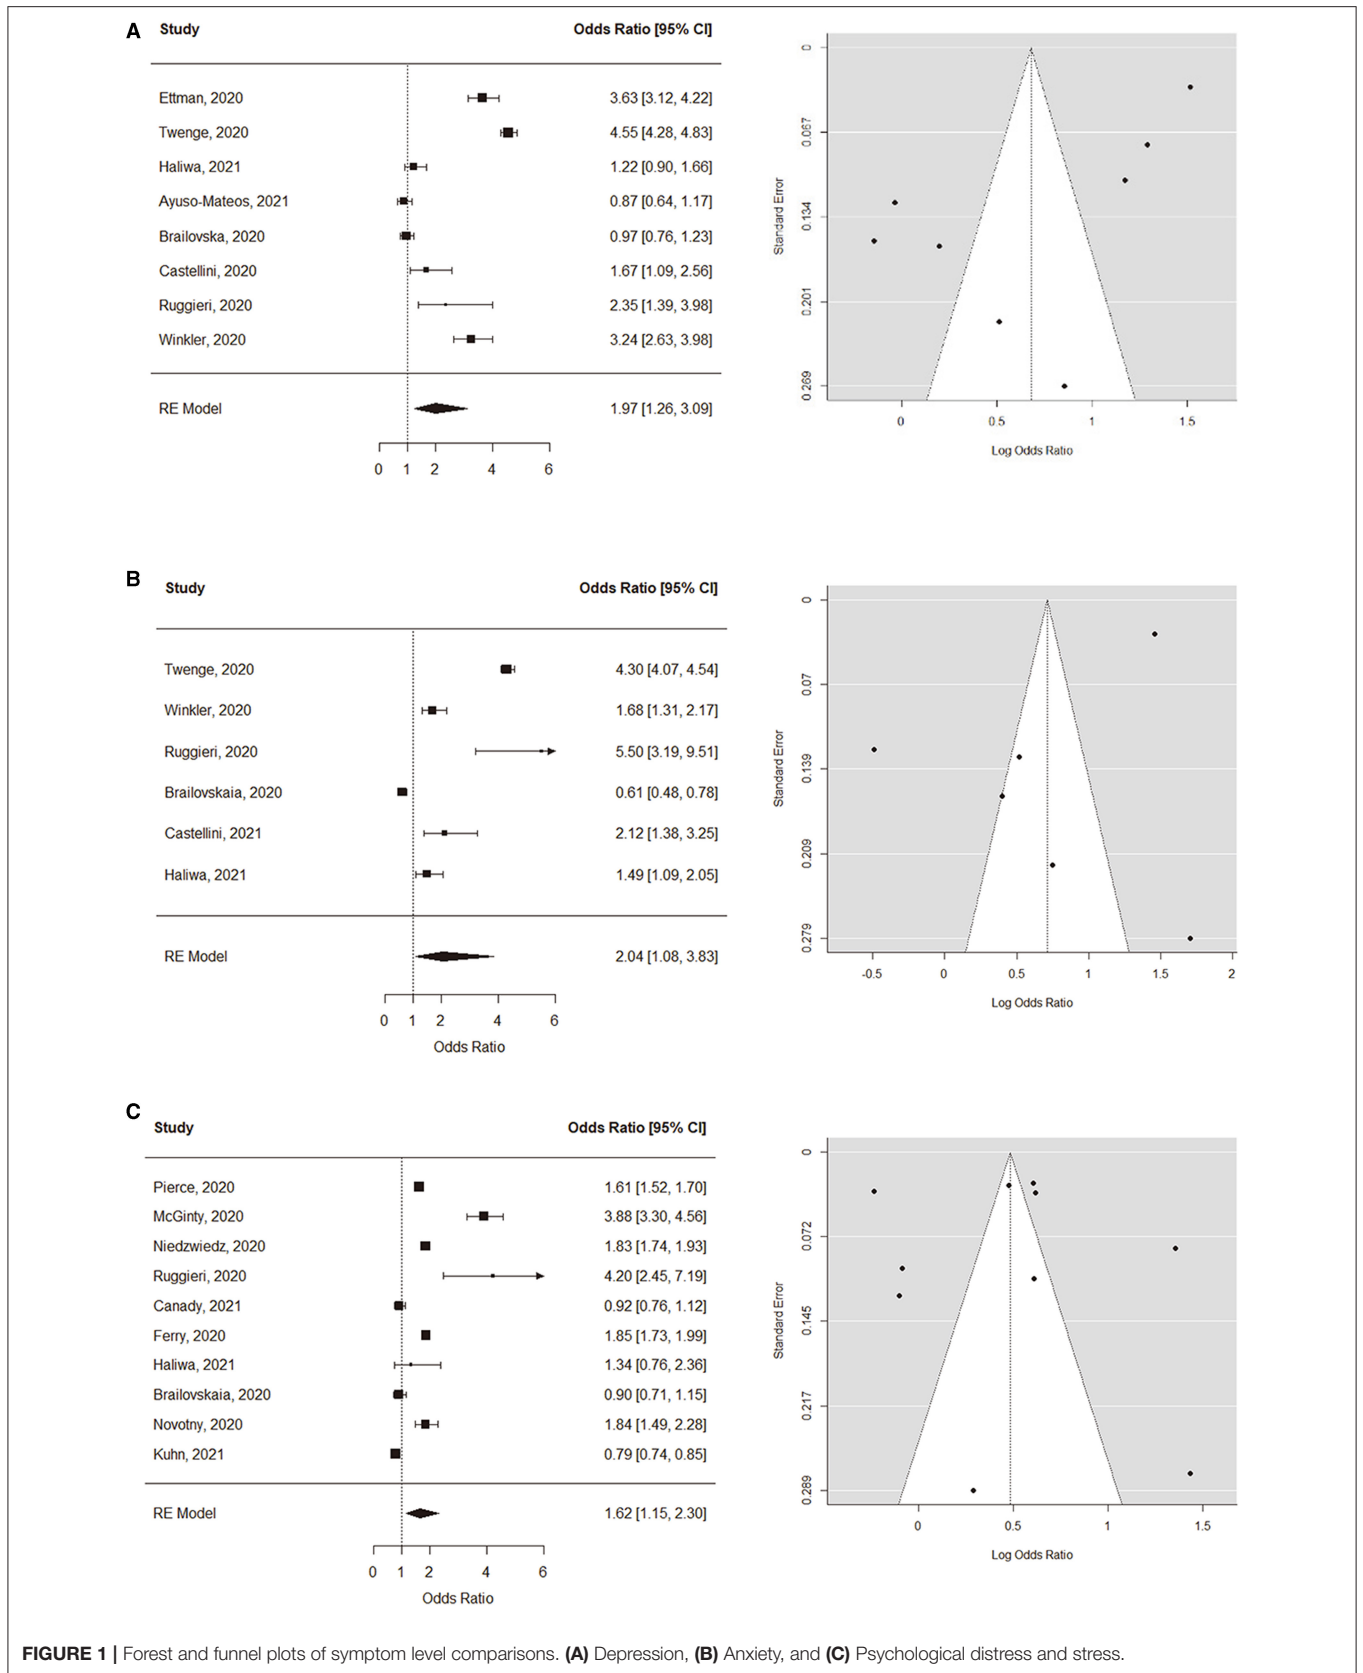 A
Study Odds Ratio [95% CI]
Ettman, 2020 3.63 [3.12, 4.22]
Twenge, 2020 4.55 [4.28, 4.83]
Haliwa, 2021 1.22 [0.90, 1.66]
Ayuso-Mateos, 2021 0.87 [0.64, 1.17]
Brailovska, 2020 0.97 [0.76, 1.23]
Castellini, 2020 1.67 [1.09, 2.56]
Ruggieri, 2020 2.35 [1.39, 3.98]
Winkler, 2020 3.24 [2.63, 3.98]
RE Model 1.97 [1.26, 3.09]
0 1 2 4 6
Standard Error
0
0.067
0.134
0.201
0.269
0 0.5 1 1.5
Log Odds Ratio
B
Study Odds Ratio [95% CI]
Twenge, 2020 4.30 [4.07, 4.54]
Winkler, 2020 1.68 [1.31, 2.17]
Ruggieri, 2020 5.50 [3.19, 9.51]
Brailovskaia, 2020 0.61 [0.48, 0.78]
Castellini, 2021 2.12 [1.38, 3.25]
Haliwa, 2021 1.49 [1.09, 2.05]
RE Model 2.04 [1.08, 3.83]
0 1 2 4 6
Odds Ratio
Standard Error
0
0.07
0.139
0.209
0.279
-0.5 0 0.5 1 1.5 2
Log Odds Ratio
C
Study Odds Ratio [95% CI]
Pierce, 2020 1.61 [1.52, 1.70]
McGinty, 2020 3.88 [3.30, 4.56]
Niedzwiedz, 2020 1.83 [1.74, 1.93]
Ruggieri, 2020 4.20 [2.45, 7.19]
Canady, 2021 0.92 [0.76, 1.12]
Ferry, 2020 1.85 [1.73, 1.99]
Haliwa, 2021 1.34 [0.76, 2.36]
Brailovskaia, 2020 0.90 [0.71, 1.15]
Novotny, 2020 1.84 [1.49, 2.28]
Kuhn, 2021 0.79 [0.74, 0.85]
RE Model 1.62 [1.15, 2.30]
0 1 2 4 6
Odds Ratio
Standard Error
0
0.072
0.145
0.217
0.289
0 0.5 1 1.5
Log Odds Ratio
FIGURE 1 | Forest and funnel plots of symptom level comparisons. (A) Depression, (B) Anxiety, and (C) Psychological distress and stress.